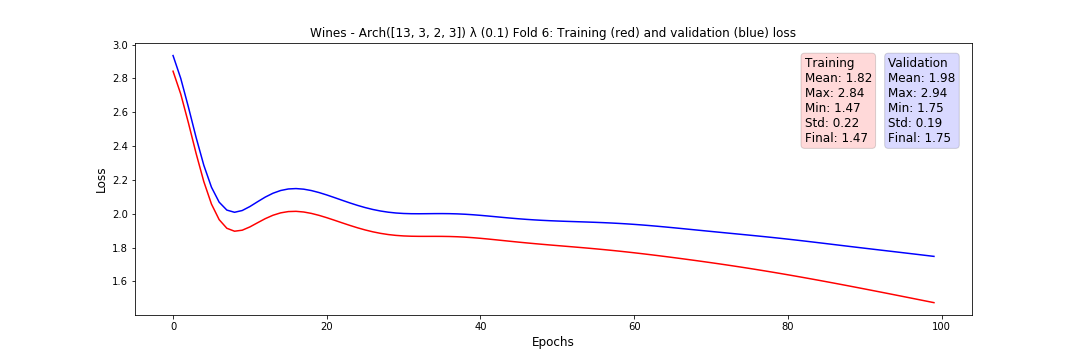 Wines - Arch([13, 3, 2, 3]) λ (0.1) Fold 6: Training (red) and validation (blue) loss
3.0
2.8
2.6
2.4
2.2
2.0
1.8
1.6
Loss
Training
Mean: 1.82
Max: 2.84
Min: 1.47
Std: 0.22
Final: 1.47
Validation
Mean: 1.98
Max: 2.94
Min: 1.75
Std: 0.19
Final: 1.75
0 20 40 60 80 100
Epochs